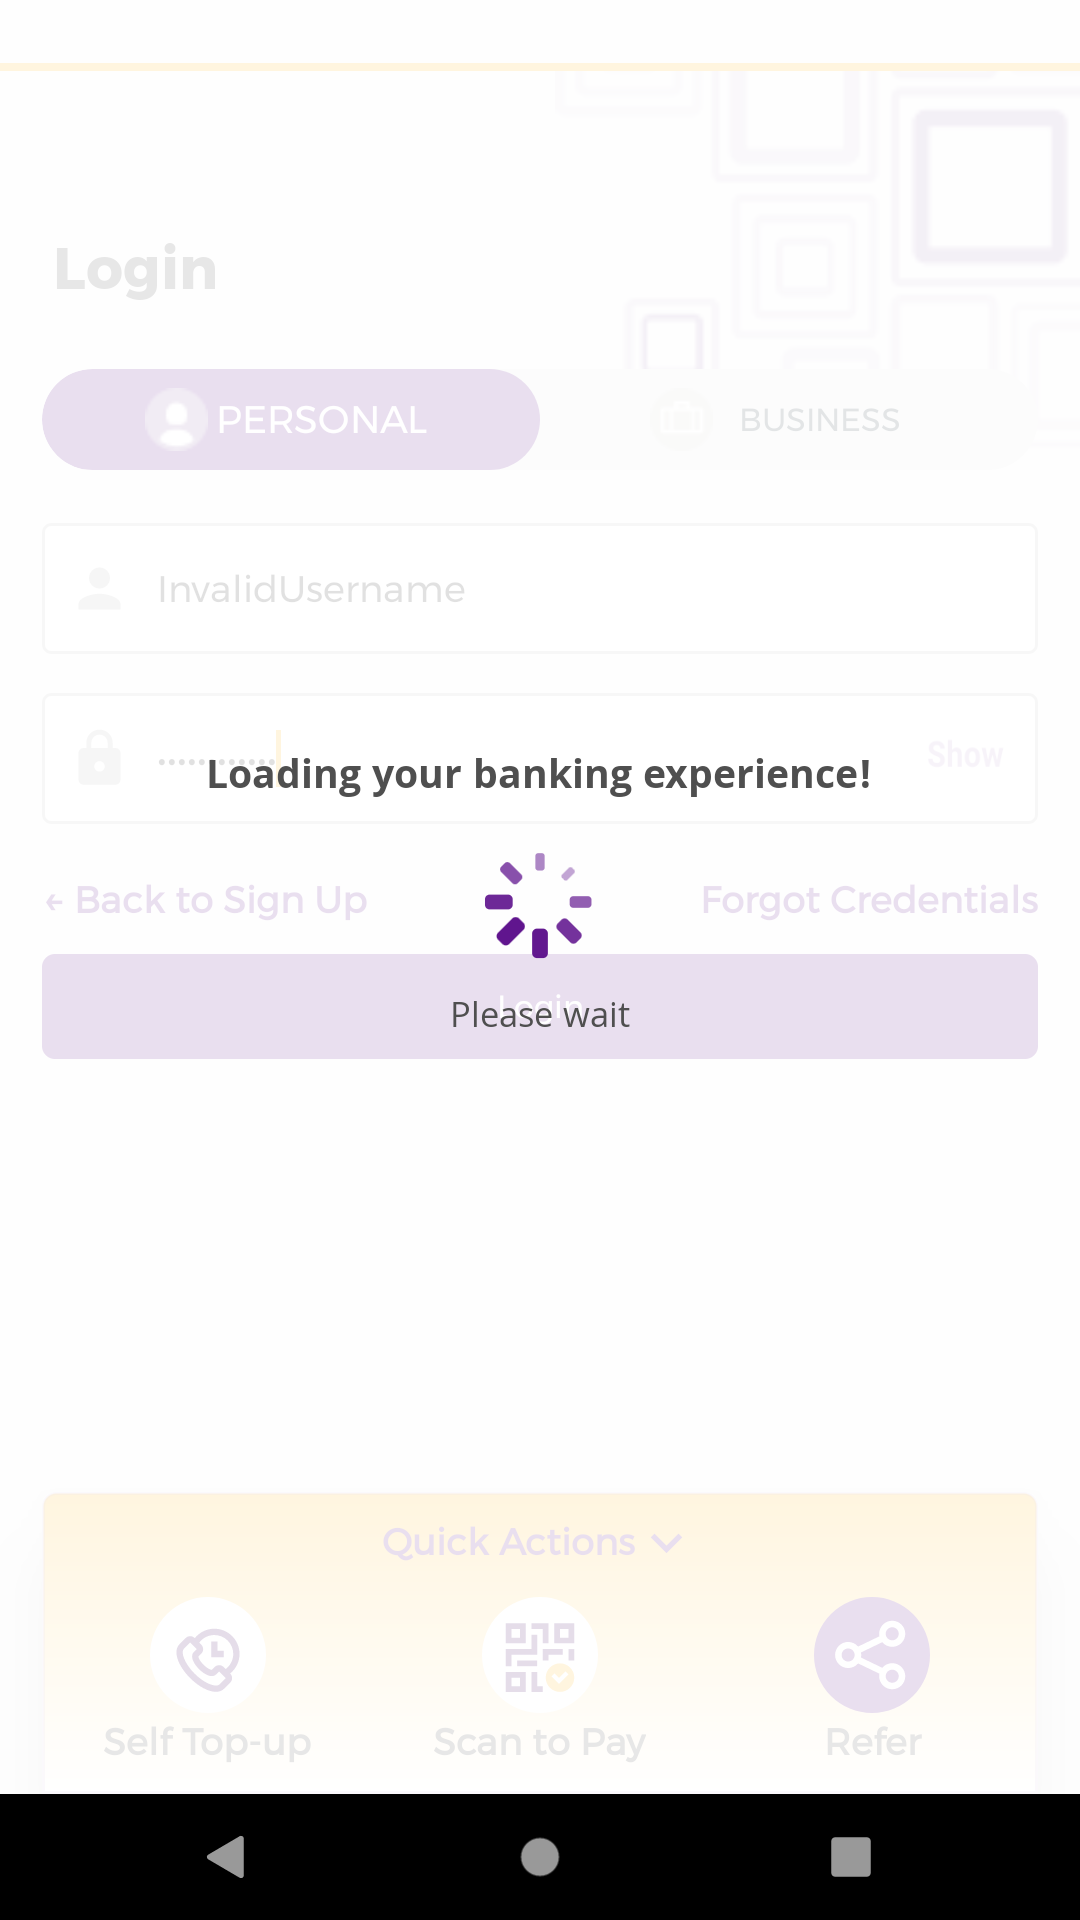 Login
PERSONAL
BUSINESS
InvalidUsername
••••••••••••
Show
Loading your banking experience!
← Back to Sign Up
Forgot Credentials
Login
Please wait
Quick Actions
Self Top-up
Scan to Pay
Refer